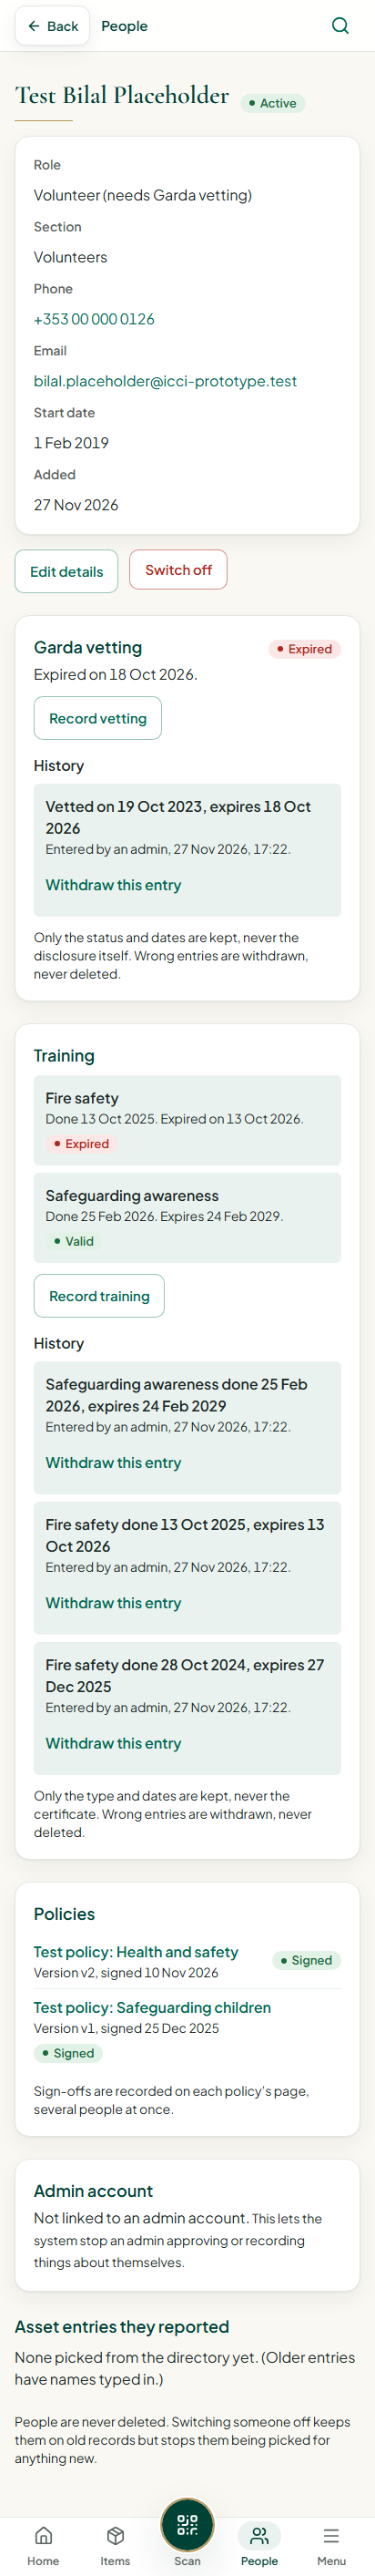 Back People
Test Bilal Placeholder Active
Role
Volunteer (needs Garda vetting)
Section
Volunteers
Phone
+353 00 000 0126
Email
bilal.placeholder@icci-prototype.test
Start date
1 Feb 2019
Added
27 Nov 2026
Edit details Switch off
Garda vetting Expired
Expired on 18 Oct 2026.
Record vetting
History
Vetted on 19 Oct 2023, expires 18 Oct
2026
Entered by an admin, 27 Nov 2026, 17:22.
Withdraw this entry
Only the status and dates are kept, never the
disclosure itself. Wrong entries are withdrawn,
never deleted.
Training
Fire safety
Done 13 Oct 2025. Expired on 13 Oct 2026.
Expired
Safeguarding awareness
Done 25 Feb 2026. Expires 24 Feb 2029.
Valid
Record training
History
Safeguarding awareness done 25 Feb
2026, expires 24 Feb 2029
Entered by an admin, 27 Nov 2026, 17:22.
Withdraw this entry
Fire safety done 13 Oct 2025, expires 13
Oct 2026
Entered by an admin, 27 Nov 2026, 17:22.
Withdraw this entry
Fire safety done 28 Oct 2024, expires 27
Dec 2025
Entered by an admin, 27 Nov 2026, 17:22.
Withdraw this entry
Only the type and dates are kept, never the
certificate. Wrong entries are withdrawn, never
deleted.
Policies
Test policy: Health and safety Signed
Version v2, signed 10 Nov 2026
Test policy: Safeguarding children
Version v1, signed 25 Dec 2025
Signed
Sign-offs are recorded on each policy's page,
several people at once.
Admin account
Not linked to an admin account. This lets the
system stop an admin approving or recording
things about themselves.
Asset entries they reported
None picked from the directory yet. (Older entries
have names typed in.)
People are never deleted. Switching someone off keeps
them on old records but stops them being picked for
anything new.
Home Items Scan People Menu